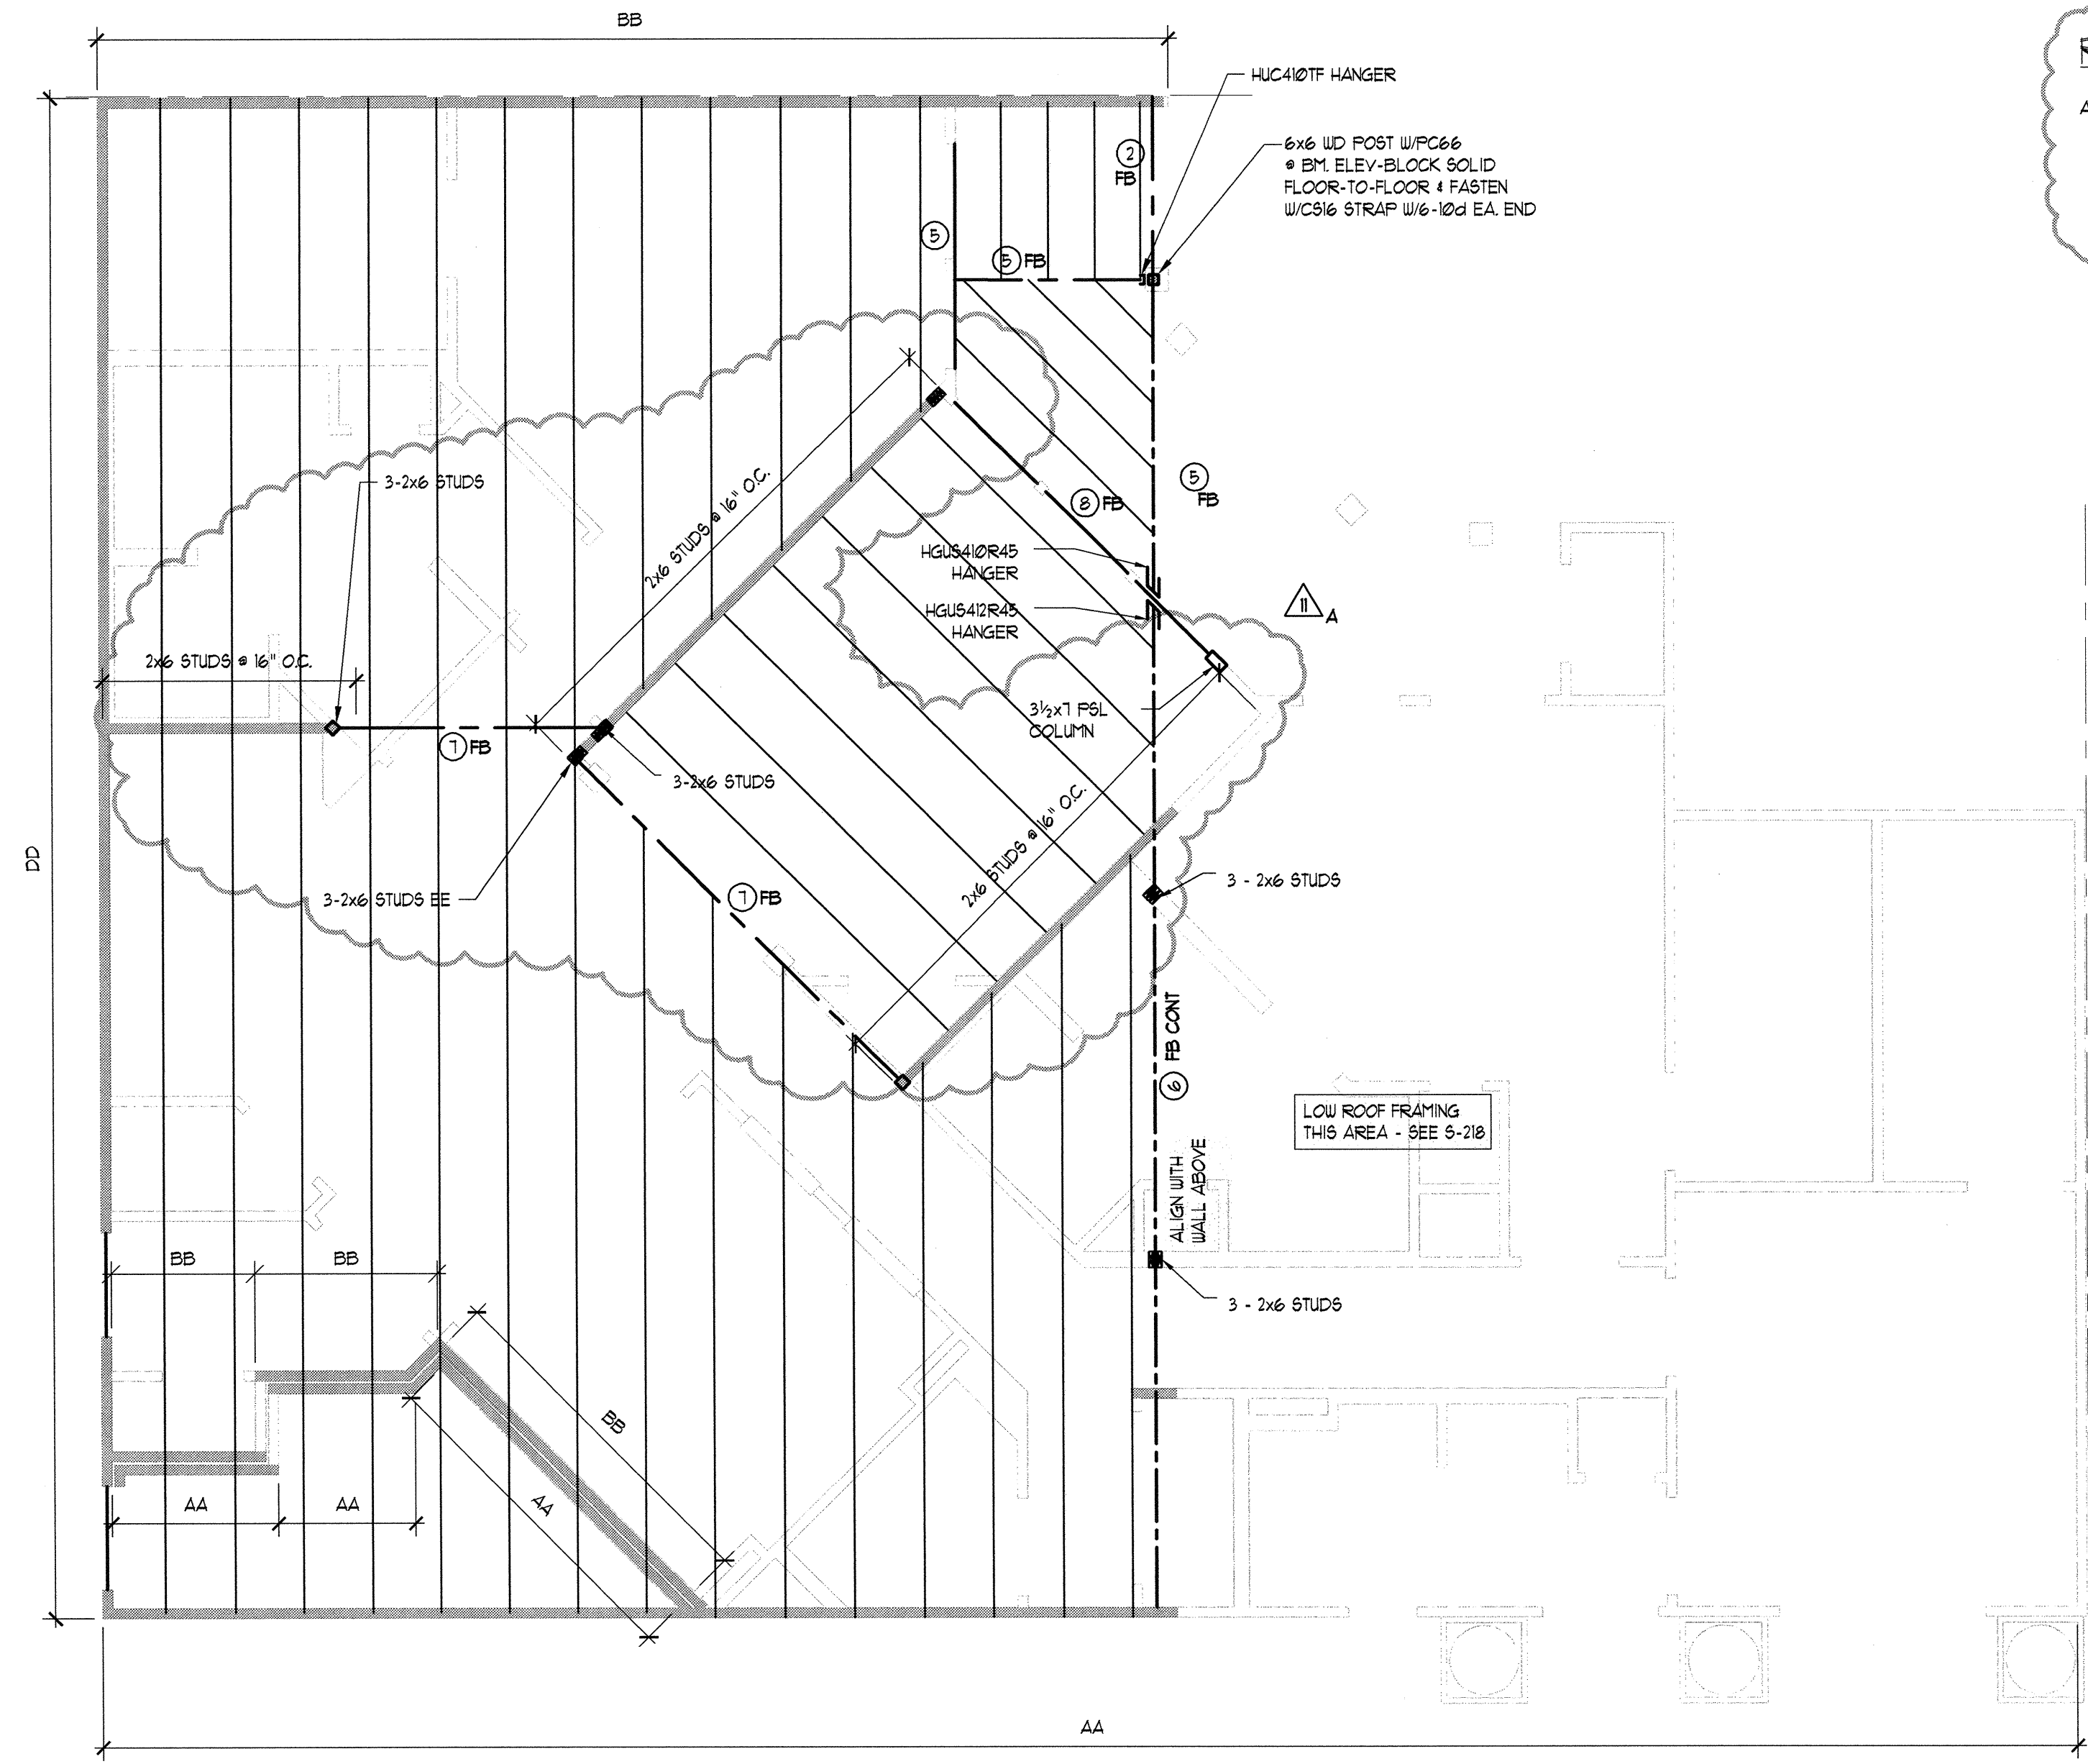 BB
HUC410TF HANGER
6x6 WD POST W/PC66
@ BM. ELEV-BLOCK SOLID
FLOOR-TO-FLOOR & FASTEN
W/CS16 STRAP W/6-10d EA. END
2
FB
5
5 FB
3-2x6 STUDS
2x6 STUDS @ 16" O.C.
8 FB
5
FB
HGUS410R45
HANGER
HGUS412R45
HANGER
11
A
2x6 STUDS @ 16" O.C.
3½x7 PSL
COLUMN
7 FB
3-2x6 STUDS
2x6 STUDS @ 16" O.C.
DD
3-2x6 STUDS EE
7 FB
3 - 2x6 STUDS
6 FB CONT
LOW ROOF FRAMING
THIS AREA - SEE S-218
ALIGN WITH
WALL ABOVE
BB
BB
3 - 2x6 STUDS
BB
AA
AA
AA
AA